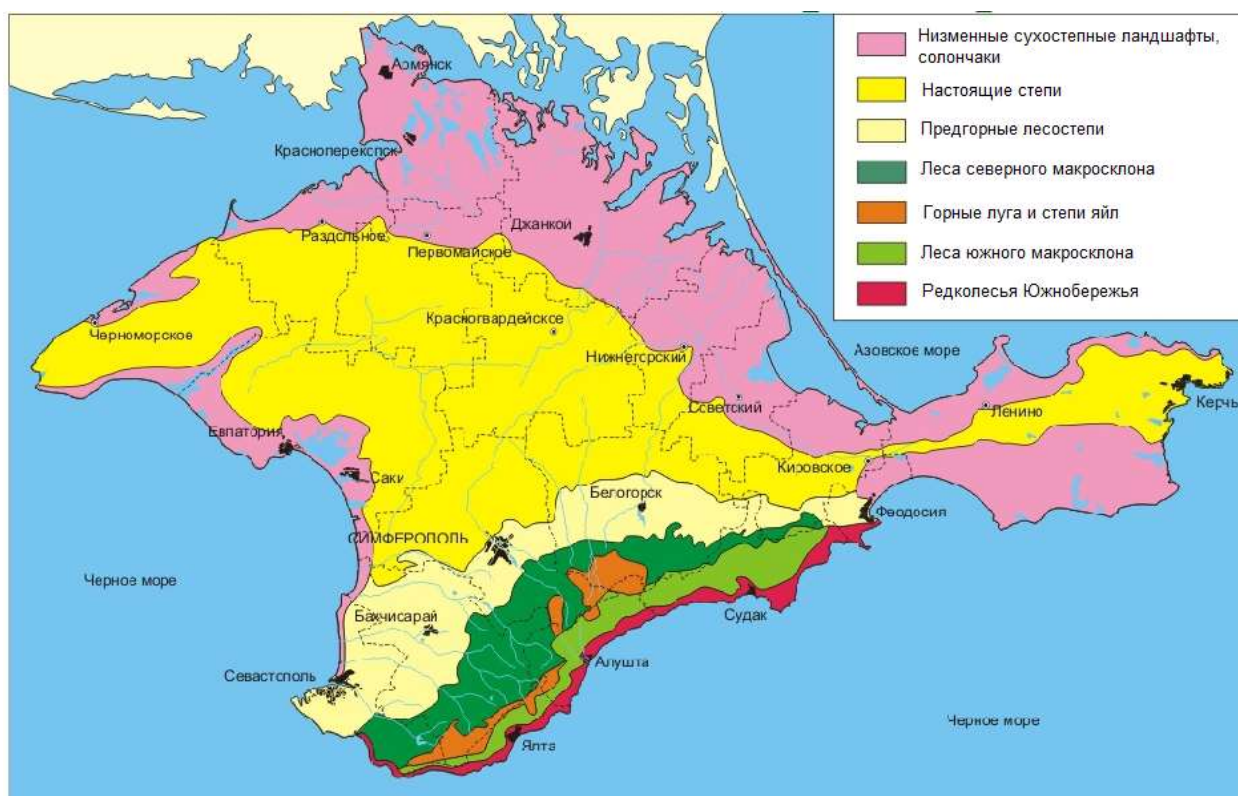 Низменные сухостепные ландшафты,
солончаки
Настоящие степи
Предгорные лесостепи
Леса северного макросклона
Горные луга и степи яйл
Леса южного макросклона
Редколесья Южнобережья
Армянск
Красноперекпск
Джанкой
Раздольное
Первомайское
Красногвардейское
Черноморское
Нижнегорский
Азовское море
Советский
Ленино
Керчь
Евпатория
Кировское
Саки
Белогорск
Феодосия
СИМФЕРОПОЛЬ
Черное море
Бахчисарай
Судак
Алушта
Севастополь
Черное море
Ялта